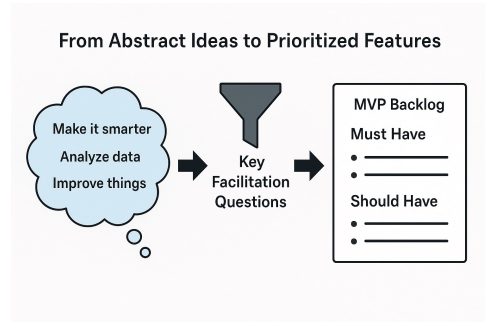 From Abstract Ideas to Prioritized Features
Make it smarter
Analyze data
Improve things
Key
Facilitation
Questions
MVP Backlog
Must Have
Should Have